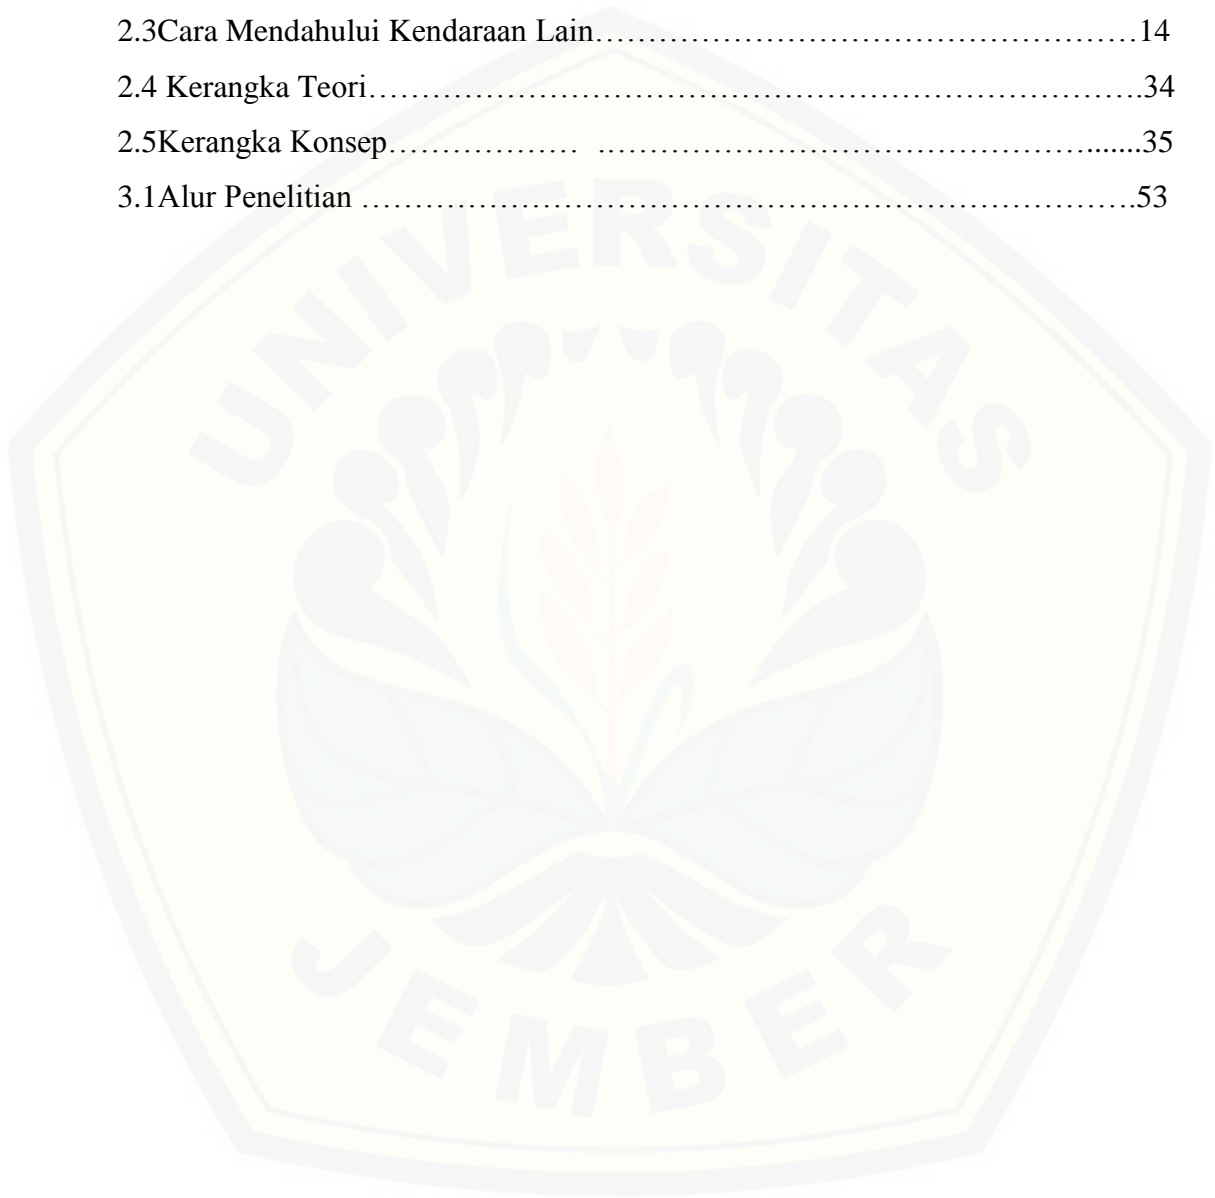 2.3Cara Mendahului Kendaraan Lain……………………………………………14
2.4 Kerangka Teori……………………………………………………………….34
2.5Kerangka Konsep……………… ………………………………………….......35
3.1Alur Penelitian ……………………………………………………………….53
UNIVERSITAS
JEMBER